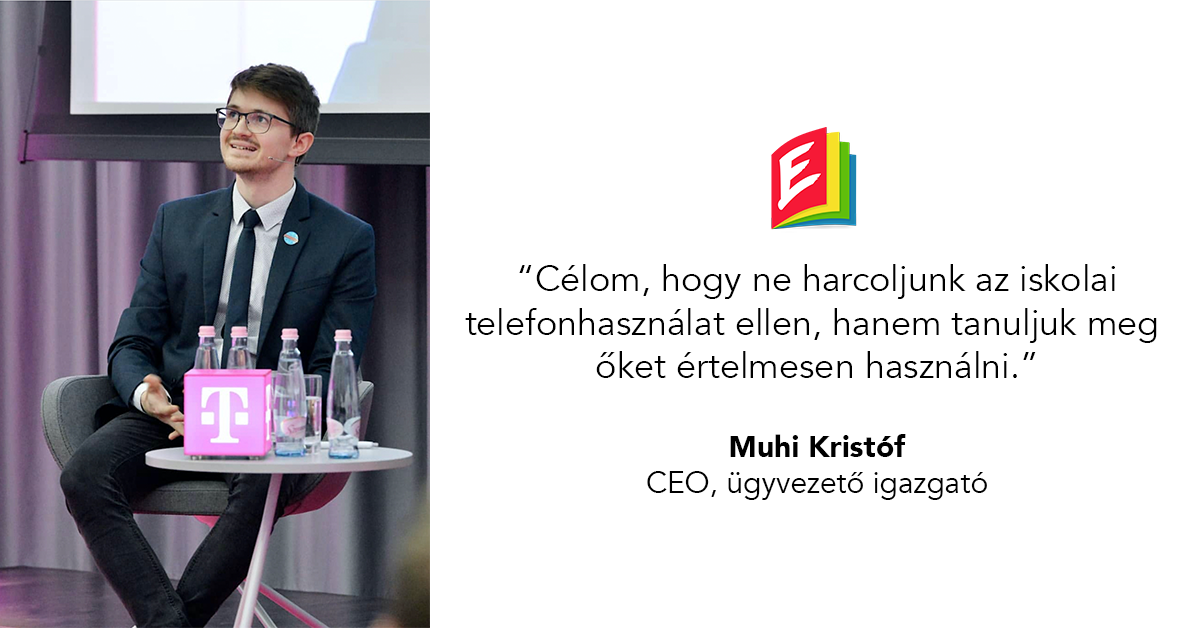 T
E
“Célom, hogy ne harcoljunk az iskolai
telefonhasználat ellen, hanem tanuljuk meg
őket értelmesen használni.”
Muhi Kristóf
CEO, ügyvezető igazgató